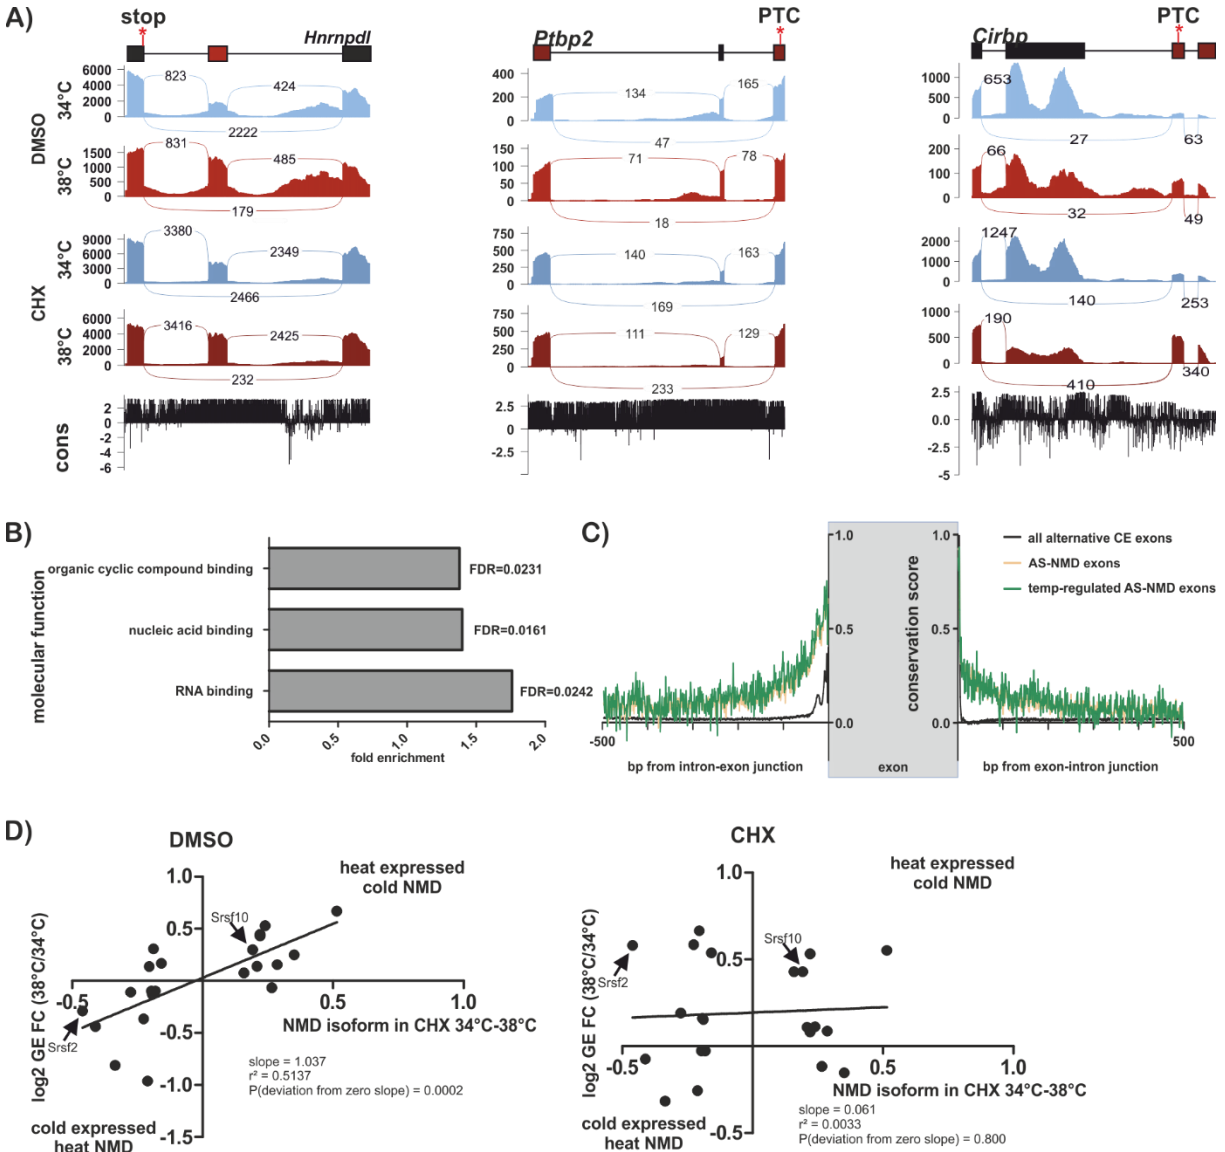 A)
stop
*
Hnrnpdl
Ptbp2
PTC
*
Cirbp
PTC
*
DMSO
34°C
6000
4000
2000
0
823
424
2222
400
200
0
134
165
47
1000
500
0
653
27
63
38°C
1500
1000
500
0
831
485
179
150
100
50
0
71
78
18
200
100
0
66
32
49
CHX
34°C
9000
6000
3000
0
3380
2349
2466
600
400
200
0
140
163
169
2000
1000
0
1247
140
253
38°C
6000
4000
2000
0
3416
2425
232
750
500
250
0
111
129
233
1000
500
0
190
410
340
cons
2
0
-2
-4
-6
2.5
0
-2.5
2.5
0
-2.5
-5
B)
molecular function
organic cyclic compound binding
FDR=0.0231
nucleic acid binding
FDR=0.0161
RNA binding
FDR=0.0242
0.0
0.5
1.0
1.5
2.0
fold enrichment
C)
1.0
0.5
0.0
1.0
0.5
0.0
conservation score
all alternative CE exons
AS-NMD exons
temp-regulated AS-NMD exons
-500
500
bp from intron-exon junction
exon
bp from exon-intron junction
D)
DMSO
heat expressed
cold NMD
log2 GE FC (38°C/34°C)
1.0
0.5
-0.5
-1.0
-1.5
-0.5
0.5
1.0
Srsf10
Srsf2
NMD isoform in CHX 34°C-38°C
slope = 1.037
r² = 0.5137
P(deviation from zero slope) = 0.0002
cold expressed
heat NMD
CHX
heat expressed
cold NMD
log2 GE FC (38°C/34°C)
1.0
0.5
-0.5
-0.5
0.5
1.0
Srsf10
Srsf2
NMD isoform in CHX 34°C-38°C
slope = 0.061
r² = 0.0033
P(deviation from zero slope) = 0.800
cold expressed
heat NMD